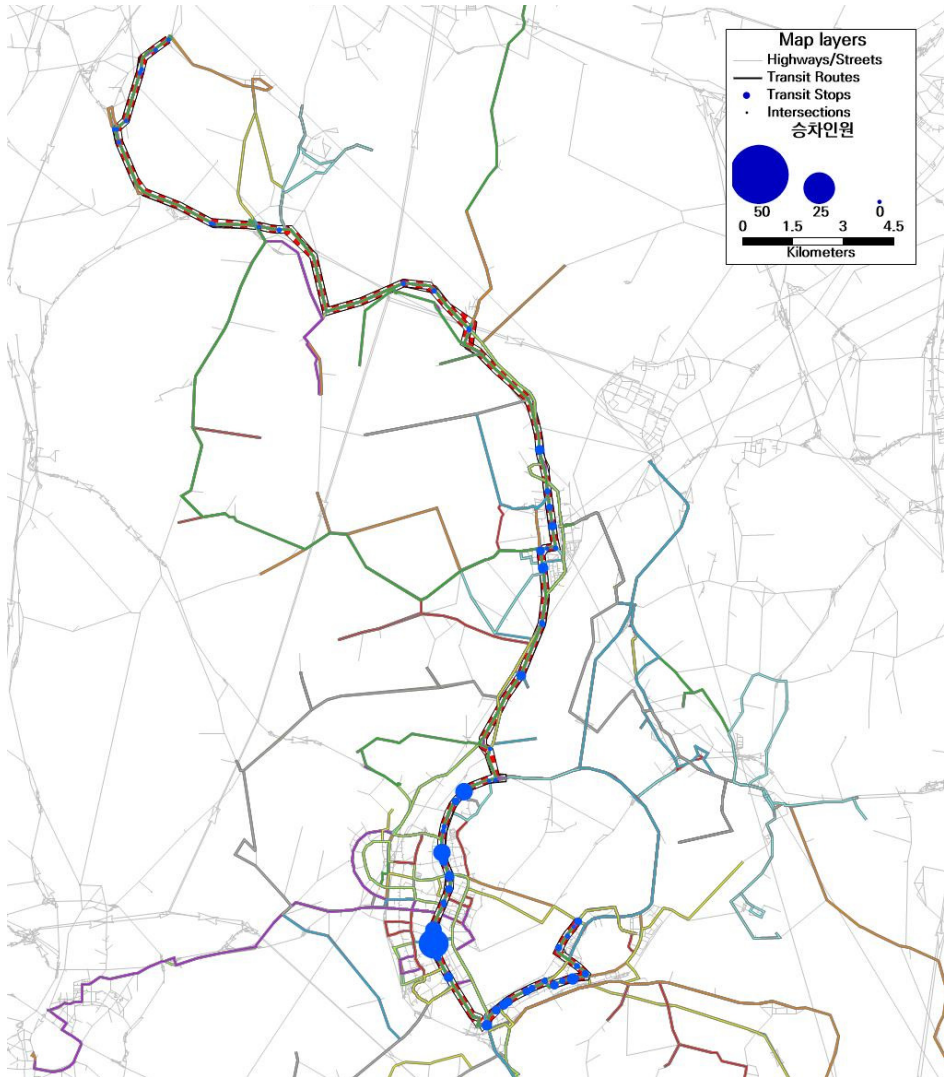 Map layers
Highways/Streets
Transit Routes
Transit Stops
Intersections
승차인원
50 25 0
0 1.5 3 4.5
Kilometers